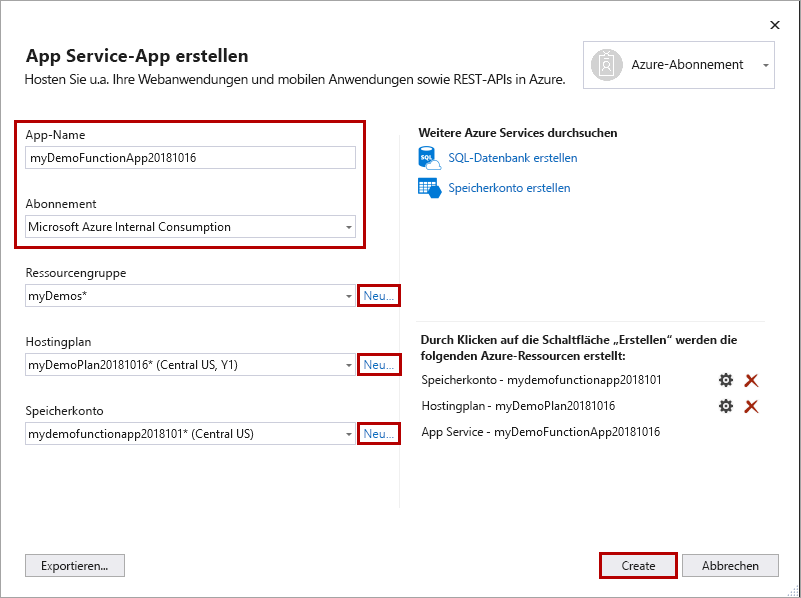 App Service-App erstellen
Hosten Sie u.a. Ihre Webanwendungen und mobilen Anwendungen sowie REST-APIs in Azure.
Azure-Abonnement
App-Name
myDemoFunctionApp20181016
Abonnement
Microsoft Azure Internal Consumption
Ressourcengruppe
myDemos*
Neu...
Hostingplan
myDemoPlan20181016* (Central US, Y1)
Neu...
Speicherkonto
mydemofunctionapp2018101* (Central US)
Neu...
Weitere Azure Services durchsuchen
SQL
SQL-Datenbank erstellen
Speicherkonto erstellen
Durch Klicken auf die Schaltfläche „Erstellen“ werden die
folgenden Azure-Ressourcen erstellt:
Speicherkonto - mydemofunctionapp2018101
Hostingplan - myDemoPlan20181016
App Service - myDemoFunctionApp20181016
Exportieren...
Create
Abbrechen